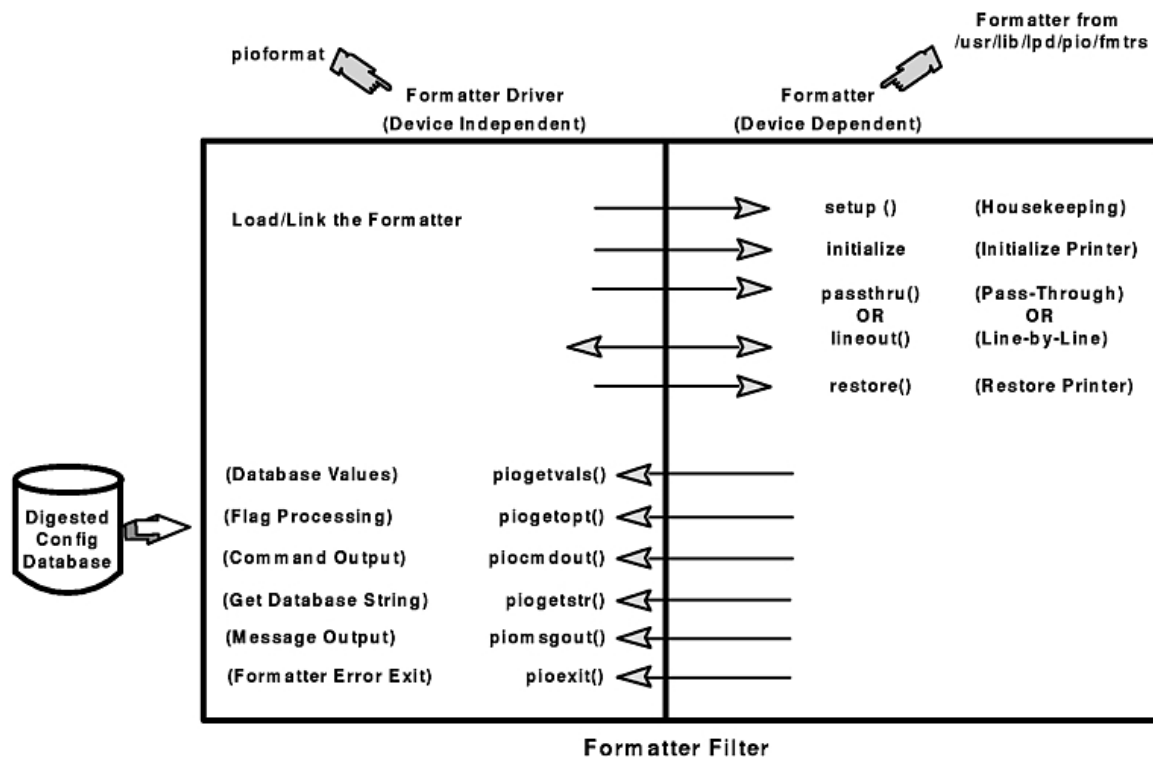 Formatter from
/usr/lib/lpd/pio/fmtrs
pioformat
Formatter Driver
(Device Independent)
Formatter
(Device Dependent)
Load/Link the Formatter
setup () (Housekeeping)
initialize (Initialize Printer)
passthru() (Pass-Through)
OR OR
lineout() (Line-by-Line)
restore() (Restore Printer)
Digested
Config
Database
(Database Values) piogetvals()
(Flag Processing) piogetopt()
(Command Output) piocmdout()
(Get Database String) piogetstr()
(Message Output) piomsgout()
(Formatter Error Exit) pioexit()
Formatter Filter